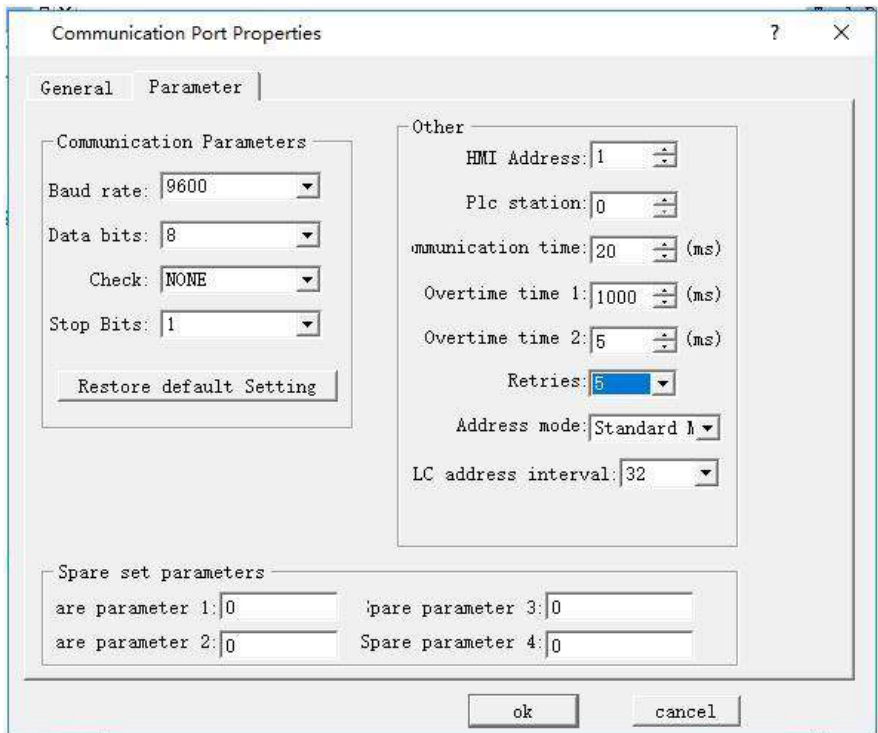 Communication Port Properties
General
Parameter
Communication Parameters
Baud rate: 9600
Data bits: 8
Check: NONE
Stop Bits: 1
Restore default Setting
Other
HMI Address: 1
Plc station: 0
mmunication time: 20 (ms)
Overtime time 1: 1000 (ms)
Overtime time 2: 5 (ms)
Retries: 5
Address mode: Standard M
LC address interval: 32
Spare set parameters
are parameter 1: 0
pare parameter 3: 0
are parameter 2: 0
Spare parameter 4: 0
ok
cancel